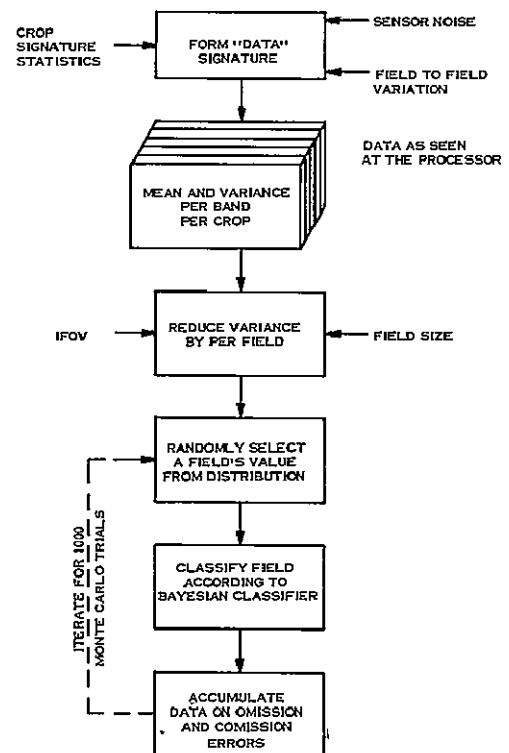 CROP
SIGNATURE
STATISTICS
FORM "DATA"
SIGNATURE
SENSOR NOISE
FIELD TO FIELD
VARIATION
DATA AS SEEN
AT THE PROCESSOR
MEAN AND VARIANCE
PER BAND
PER CROP
IFOV
REDUCE VARIANCE
BY PER FIELD
FIELD SIZE
RANDOMLY SELECT
A FIELD'S VALUE
FROM DISTRIBUTION
ITERATE FOR 1000
MONTE CARLO TRIALS
CLASSIFY FIELD
ACCORDING TO
BAYESIAN CLASSIFIER
ACCUMULATE
DATA ON OMISSION
AND COMISSION
ERRORS